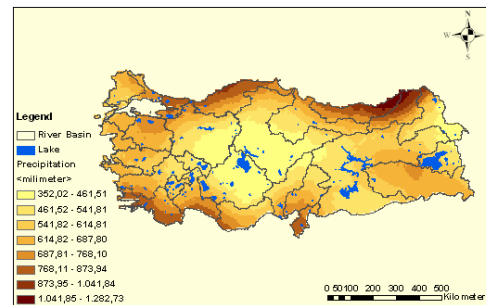 N
W
S
Legend
River Basin
Lake
Precipitation
<milimeter>
352,02 - 461,51
461,52 - 541,81
541,82 - 614,81
614,82 - 687,80
687,81 - 768,10
768,11 - 873,94
873,95 - 1.041,84
1.041,85 - 1.282,73
0 50 100 200 300 400 500
Kilometer